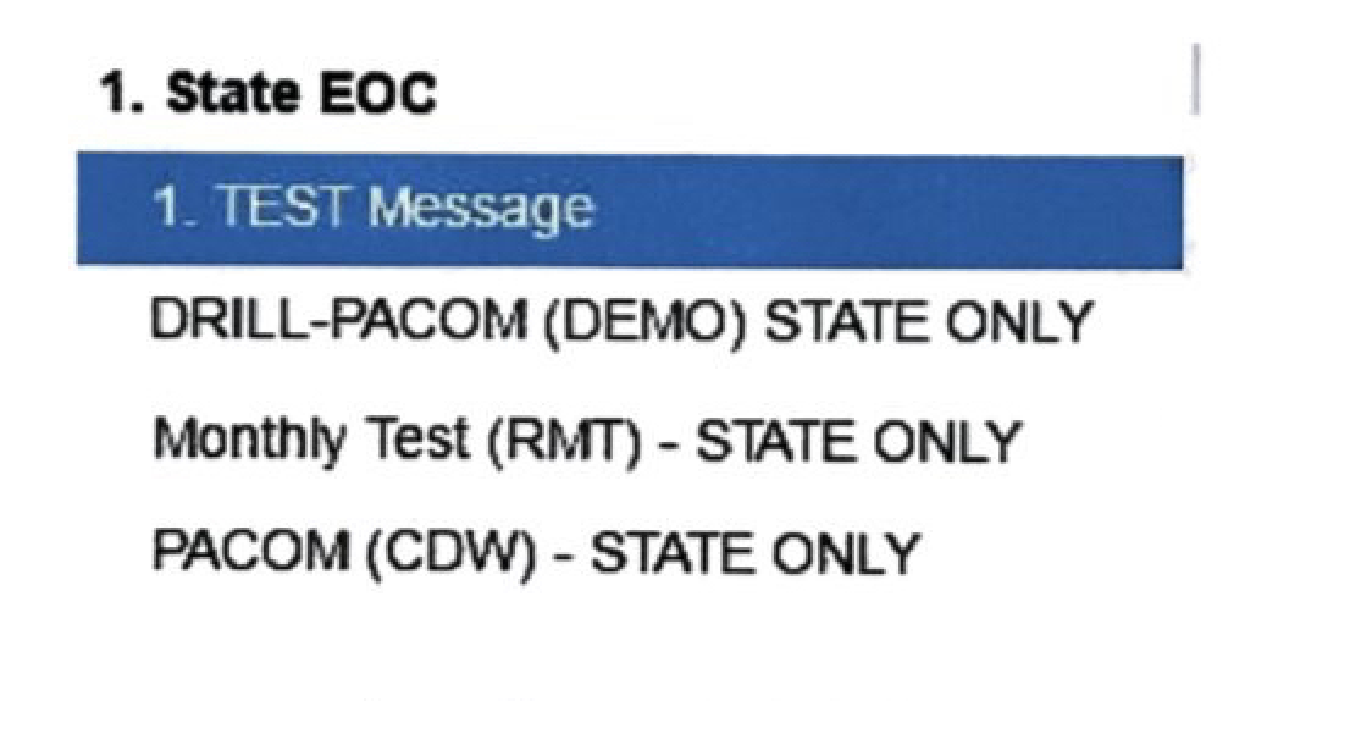 1. State EOC
1. TEST Message
DRILL-PACOM (DEMO) STATE ONLY
Monthly Test (RMT) - STATE ONLY
PACOM (CDW) - STATE ONLY